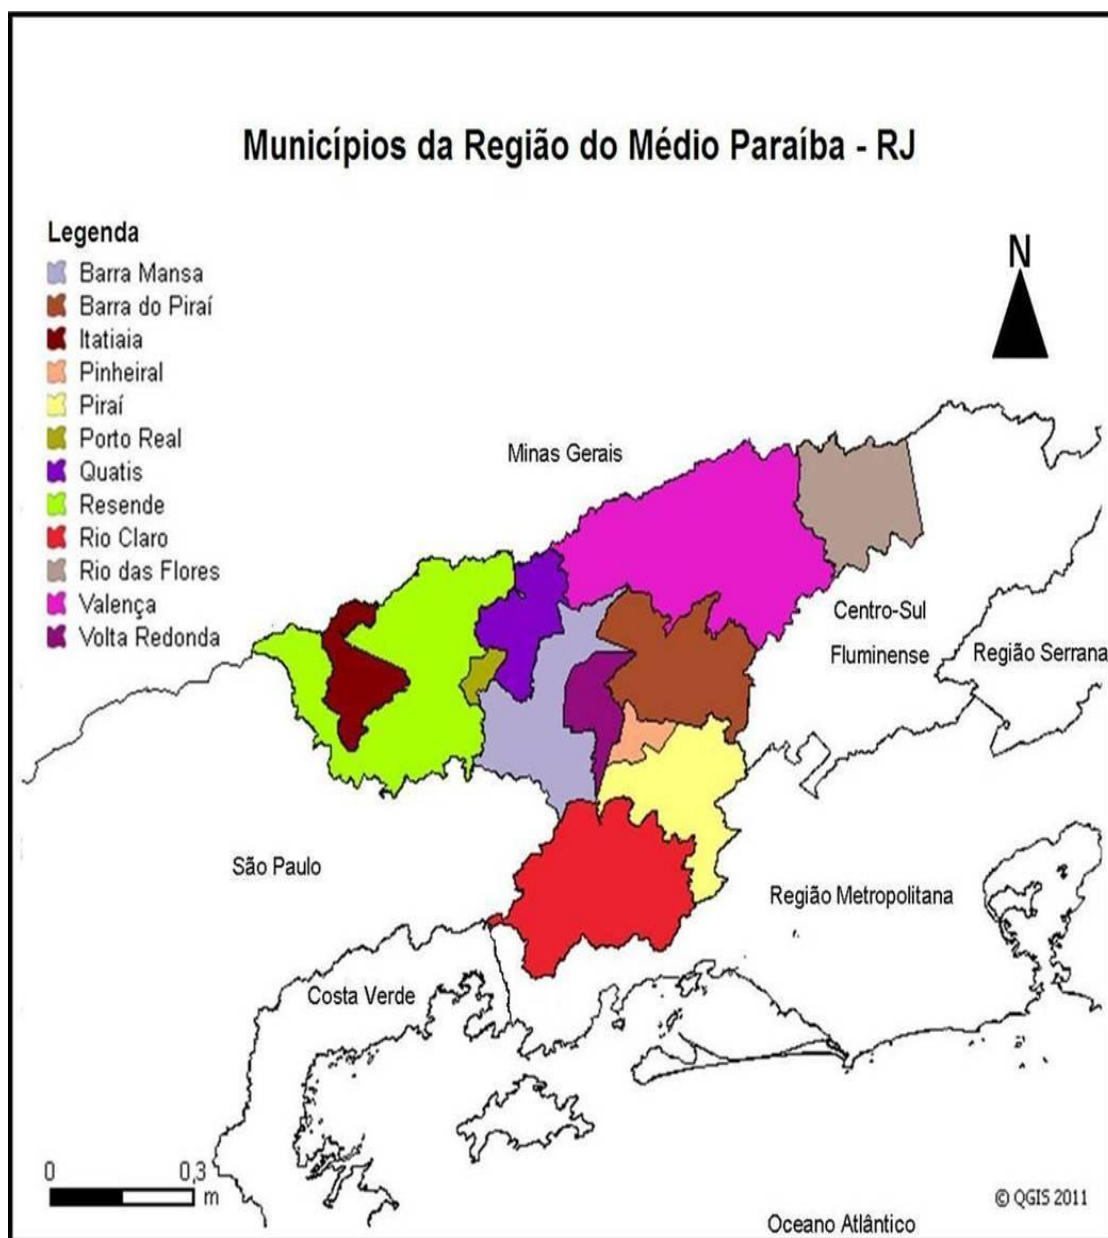 Municípios da Região do Médio Paraíba - RJ
Legenda
Barra Mansa
Barra do Piraí
Itatiaia
Pinheiral
Piraí
Porto Real
Quatis
Resende
Rio Claro
Rio das Flores
Valença
Volta Redonda
N
Minas Gerais
Centro-Sul
Fluminense
Região Serrana
São Paulo
Região Metropolitana
Costa Verde
0 0,3
m
© QGIS 2011
Oceano Atlântico